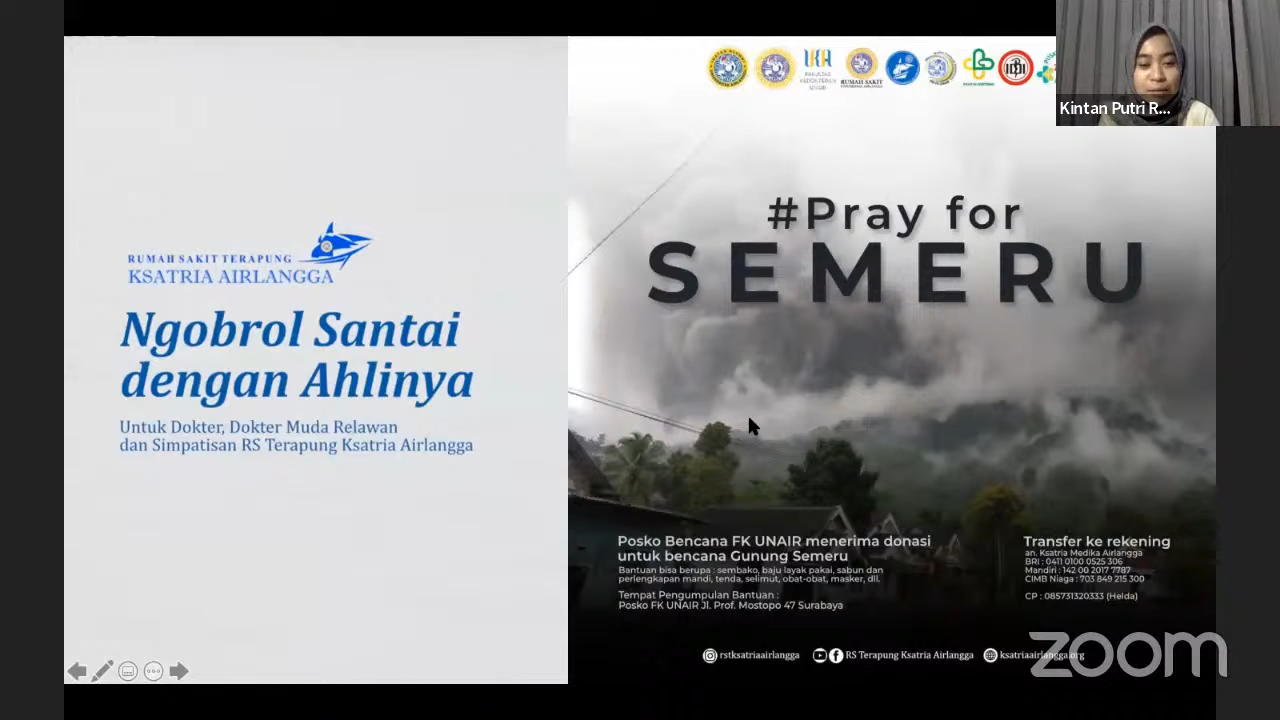 RUMAH SAKIT TERAPUNG
KSATRIA AIRLANGGA
Ngobrol Santai
dengan Ahlinya
Untuk Dokter, Dokter Muda Relawan
dan Simpatisan RS Terapung Ksatria Airlangga
RUMAH SAKIT
#Pray for
SEMERU
Posko Bencana FK UNAIR menerima donasi
untuk bencana Gunung Semeru
Bantuan bisa berupa : sembako, baju layak pakai, sabun dan
perlengkapan mandi, tenda, selimut, obat-obat, masker, dll.
Tempat Pengumpulan Bantuan :
Posko FK UNAIR Jl. Prof. Mostopo 47 Surabaya
Transfer ke rekening
an. Ksatria Medika Airlangga
BRI : 0411 0100 0525 306
Mandiri : 142 00 2017 7787
CIMB Niaga : 703 849 215 300
CP : 085731320333 (Helda)
rstksatriaairlangga
RS Terapung Ksatria Airlangga
ksatriaairlangga.org
Kintan Putri R...
zoom